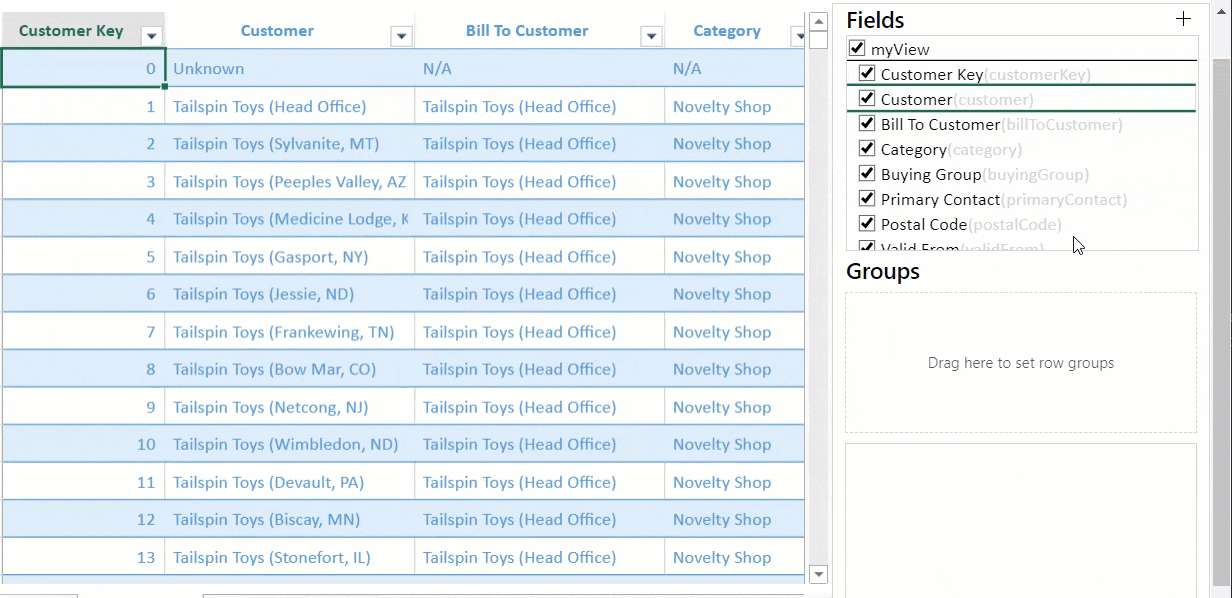 Customer Key Customer Bill To Customer Category
0 Unknown N/A N/A
1 Tailspin Toys (Head Office) Tailspin Toys (Head Office) Novelty Shop
2 Tailspin Toys (Sylvanite, MT) Tailspin Toys (Head Office) Novelty Shop
3 Tailspin Toys (Peeples Valley, AZ Tailspin Toys (Head Office) Novelty Shop
4 Tailspin Toys (Medicine Lodge, K Tailspin Toys (Head Office) Novelty Shop
5 Tailspin Toys (Gasport, NY) Tailspin Toys (Head Office) Novelty Shop
6 Tailspin Toys (Jessie, ND) Tailspin Toys (Head Office) Novelty Shop
7 Tailspin Toys (Frankewing, TN) Tailspin Toys (Head Office) Novelty Shop
8 Tailspin Toys (Bow Mar, CO) Tailspin Toys (Head Office) Novelty Shop
9 Tailspin Toys (Netcong, NJ) Tailspin Toys (Head Office) Novelty Shop
10 Tailspin Toys (Wimbledon, ND) Tailspin Toys (Head Office) Novelty Shop
11 Tailspin Toys (Devault, PA) Tailspin Toys (Head Office) Novelty Shop
12 Tailspin Toys (Biscay, MN) Tailspin Toys (Head Office) Novelty Shop
13 Tailspin Toys (Stonefort, IL) Tailspin Toys (Head Office) Novelty Shop
Fields
myView
Customer Key(customerKey)
Customer(customer)
Bill To Customer(billToCustomer)
Category(category)
Buying Group(buyingGroup)
Primary Contact(primaryContact)
Postal Code(postalCode)
Valid From(validFrom)
Groups
Drag here to set row groups